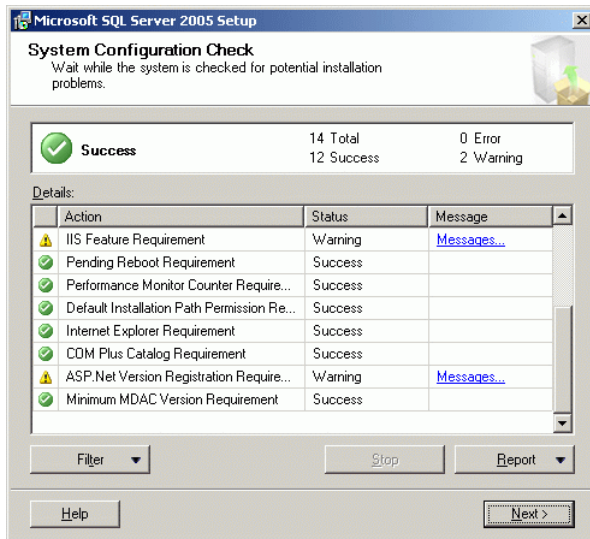 Microsoft SQL Server 2005 Setup
System Configuration Check
Wait while the system is checked for potential installation
problems.
Success
14 Total
0 Error
12 Success
2 Warning
Details:
Action Status Message
IIS Feature Requirement Warning Messages...
Pending Reboot Requirement Success
Performance Monitor Counter Require... Success
Default Installation Path Permission Re... Success
Internet Explorer Requirement Success
COM Plus Catalog Requirement Success
ASP.Net Version Registration Require... Warning Messages...
Minimum MDAC Version Requirement Success
Filter Stop Report
Help Next >